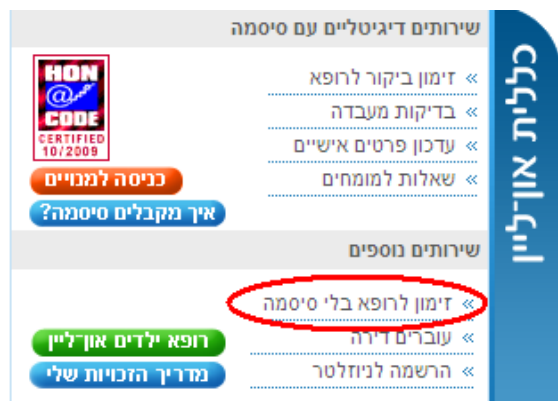 כללית און־ליין
שירותים דיגיטליים עם סיסמה
» זימון ביקור לרופא
» בדיקות מעבדה
» עדכון פרטים אישיים
» שאלות למומחים
HON
@
CODE
CERTIFIED
10/2009
כניסה למנויים
איך מקבלים סיסמה?
שירותים נוספים
» זימון לרופא בלי סיסמה
» עוברים דירה
» הרשמה לניוזלטר
רופא ילדים און־ליין
מדריך הזכויות שלי